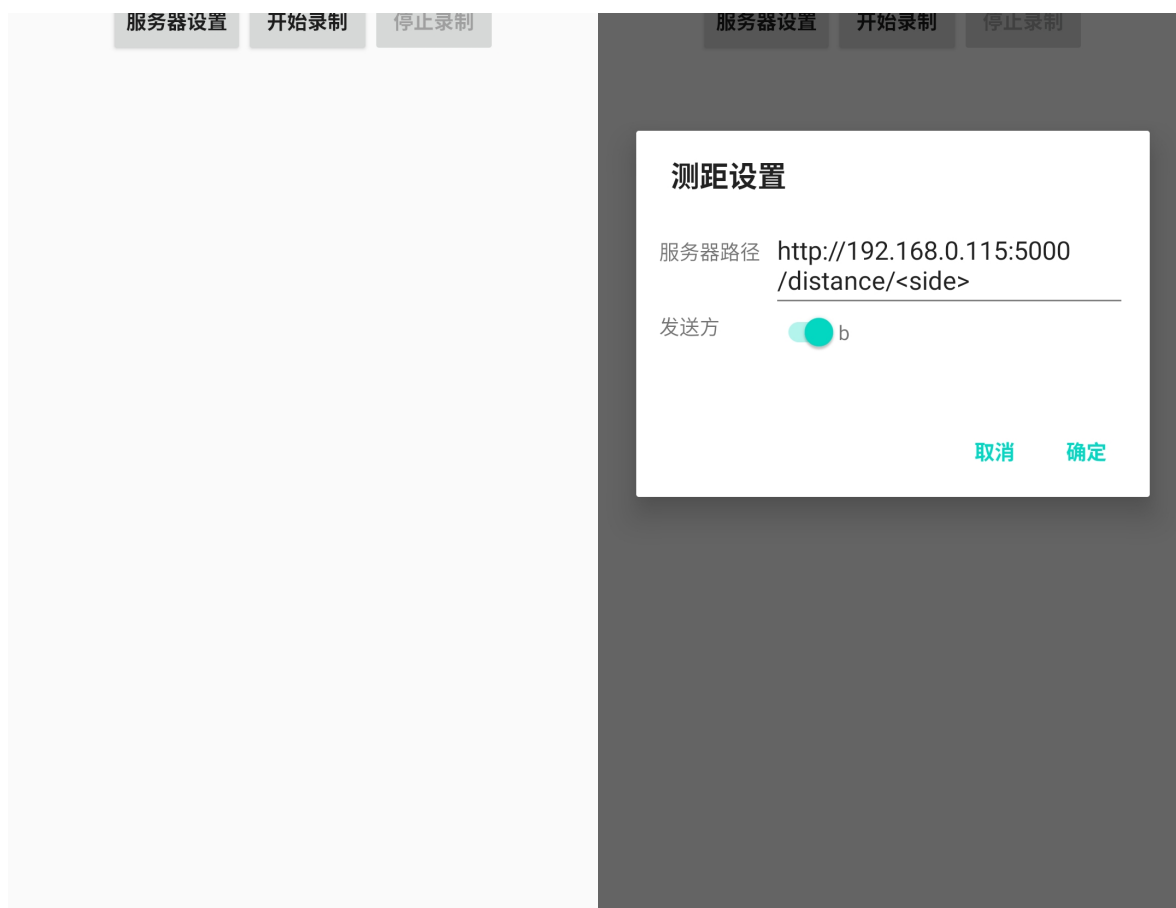 服务器设置 开始录制 停止录制
服务器设置 开始录制 停止录制
测距设置
服务器路径 http://192.168.0.115:5000
/distance/<side>
发送方 b
取消 确定